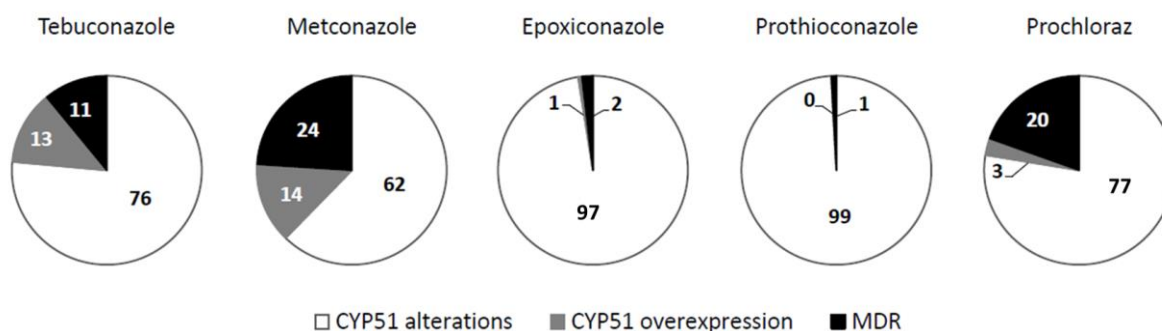 Tebuconazole Metconazole Epoxiconazole Prothioconazole Prochloraz
11 13 76
24 14 62
1 2 97
0 1 99
20 3 77
CYP51 alterations CYP51 overexpression MDR